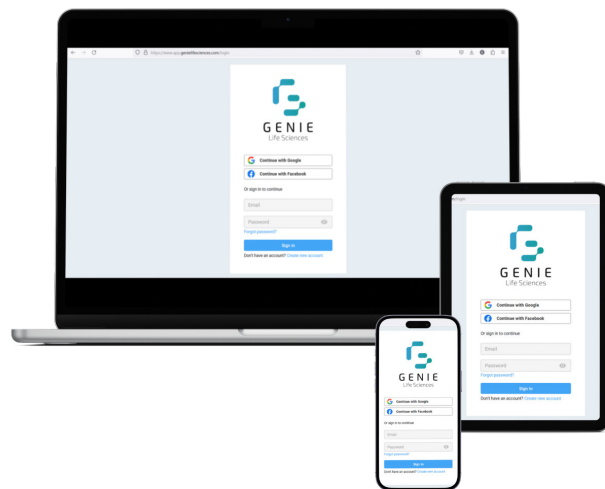 https://www.app.genielifesciences.com/login
GENIE
Life Sciences
Continue with Google
Continue with Facebook
Or sign in to continue
Email
Password
Forgot password?
Sign in
Don't have an account? Create new account
GENIE
Life Sciences
Continue with Google
Continue with Facebook
Or sign in to continue
Email
Password
Forgot password?
Sign in
Don't have an account? Create new account
GENIE
Life Sciences
Continue with Google
Continue with Facebook
Or sign in to continue
Email
Password
Forgot password?
Sign in
Don't have an account? Create new account